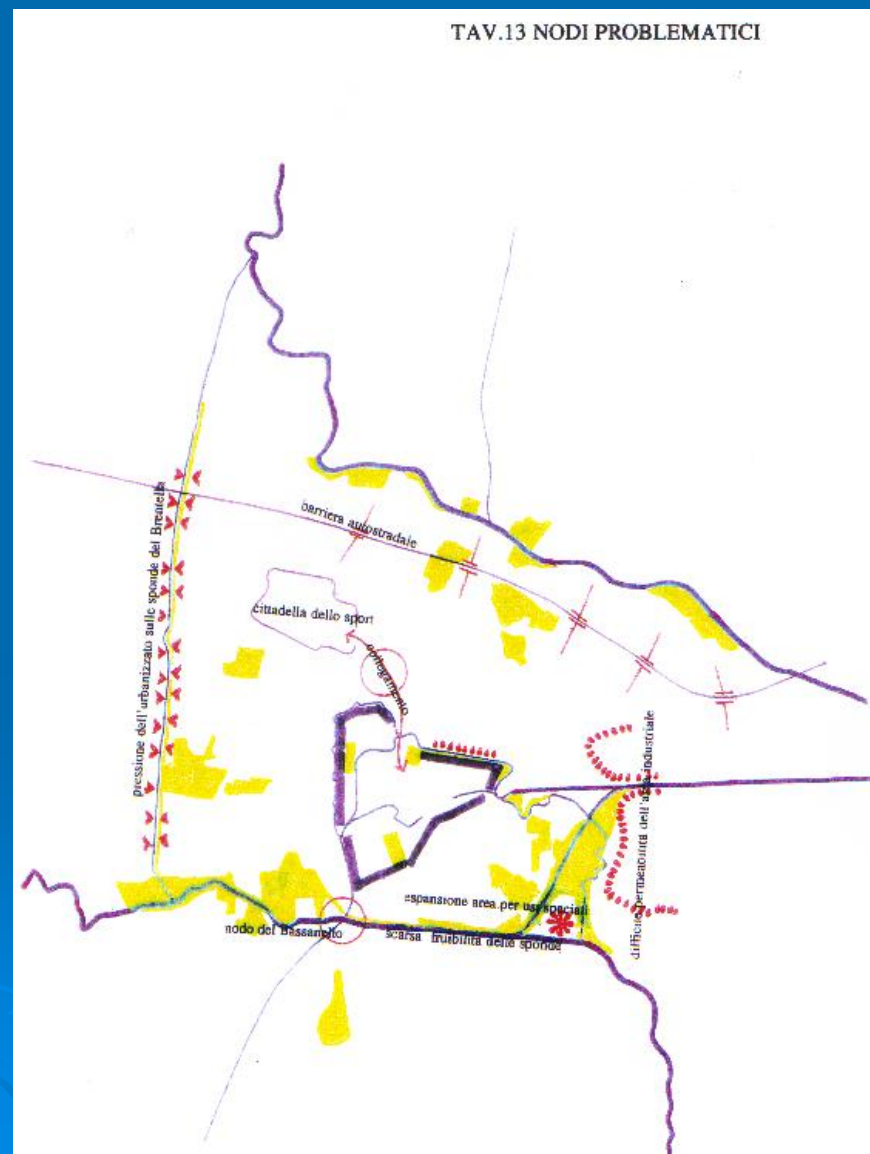 TAV.13 NODI PROBLEMATICI
barriera autostradale
pressione dell'urbanizzato sulle sponde del Brentella
cittadella dello sport
collegamento
difficile permeabilità dell'area industriale
espansione area per usi spaciali
nodo del Bassanello
scarsa fruibilità delle sponde